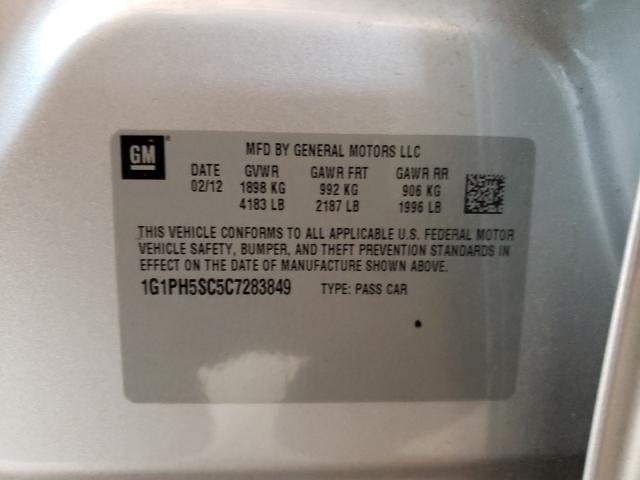 GM
MFD BY GENERAL MOTORS LLC
DATE GVWR GAWR FRT GAWR RR
02/12 1898 KG 992 KG 906 KG
4183 LB 2187 LB 1996 LB
THIS VEHICLE CONFORMS TO ALL APPLICABLE U.S. FEDERAL MOTOR
VEHICLE SAFETY, BUMPER, AND THEFT PREVENTION STANDARDS IN
EFFECT ON THE DATE OF MANUFACTURE SHOWN ABOVE.
1G1PH5SC5C7283849 TYPE: PASS CAR